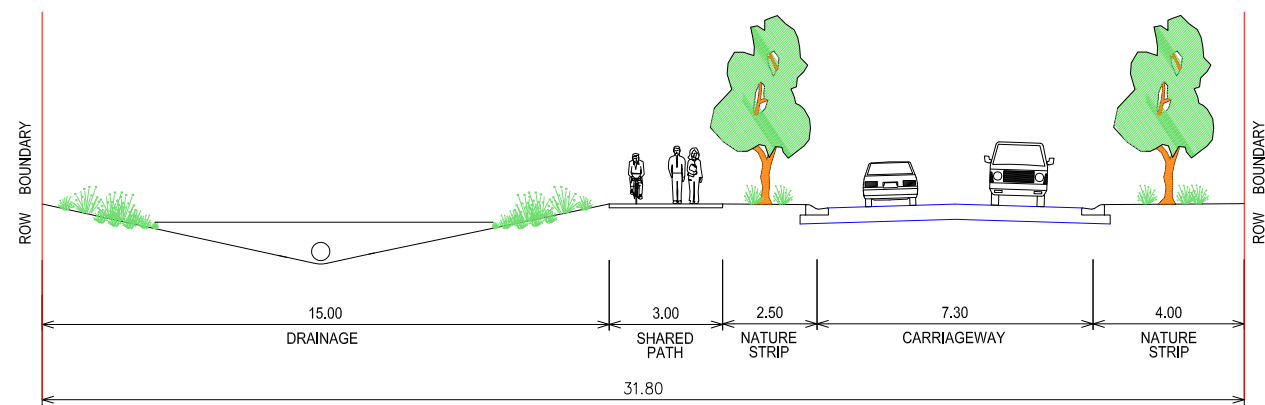 ROW BOUNDARY
ROW BOUNDARY
15.00
DRAINAGE
3.00
SHARED
PATH
2.50
NATURE
STRIP
7.30
CARRIAGEWAY
4.00
NATURE
STRIP
31.80